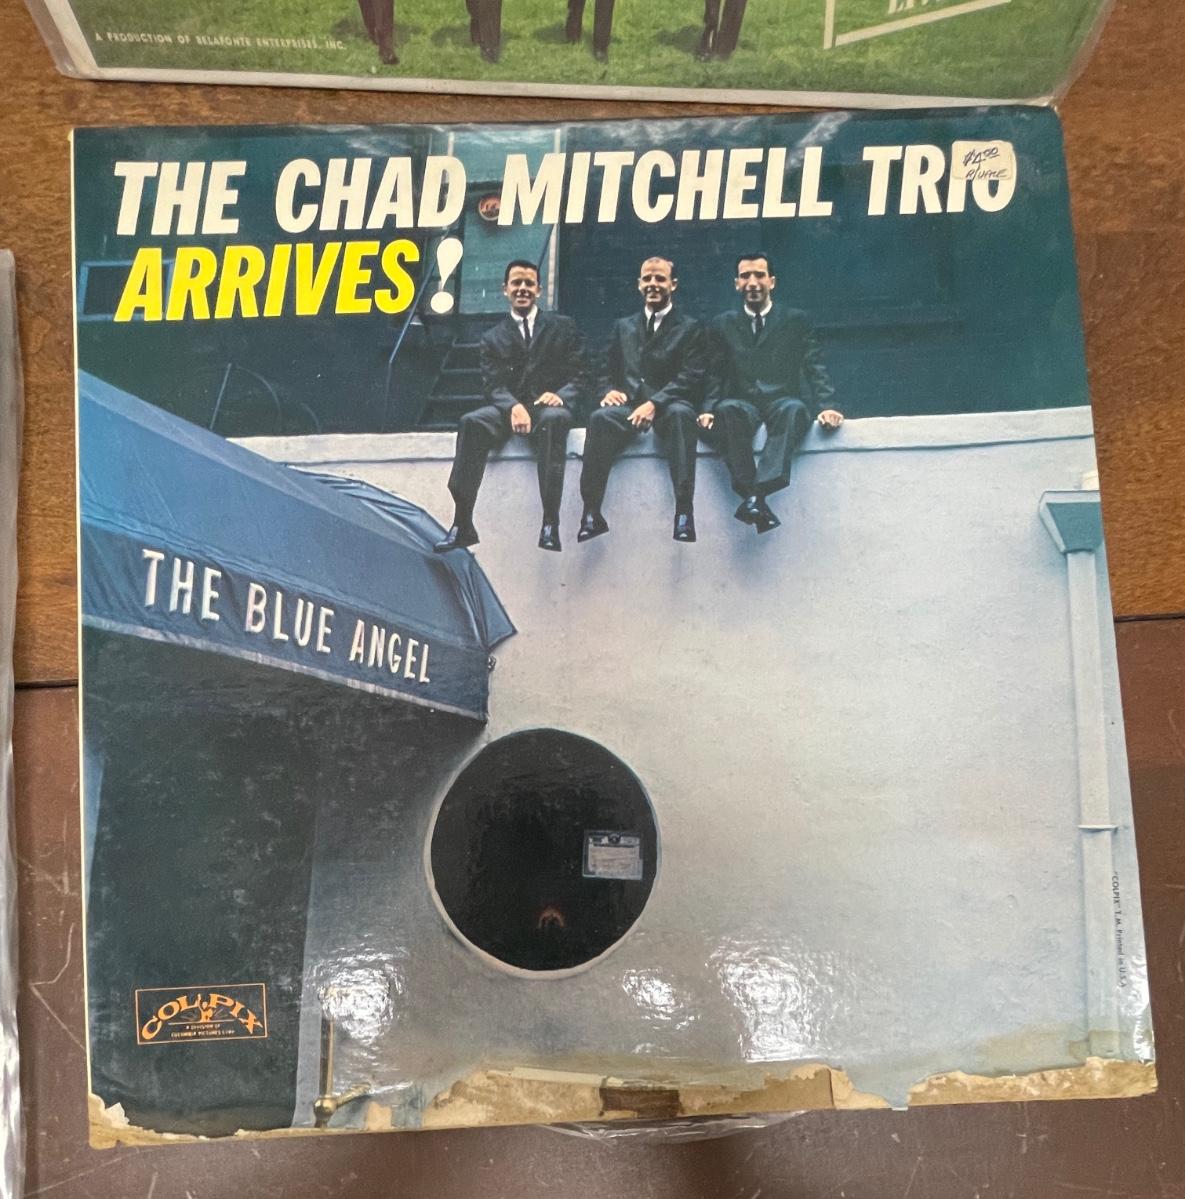 A PRODUCTION OF BELAFONTE ENTERPRISES, INC.
THE CHAD MITCHELL TRIO
$4.00
ARRIVES!
THE BLUE ANGEL
COLPIX
A DIVISION OF
COLUMBIA PICTURES CORP.
"COLPIX" T.M. Printed in U.S.A.